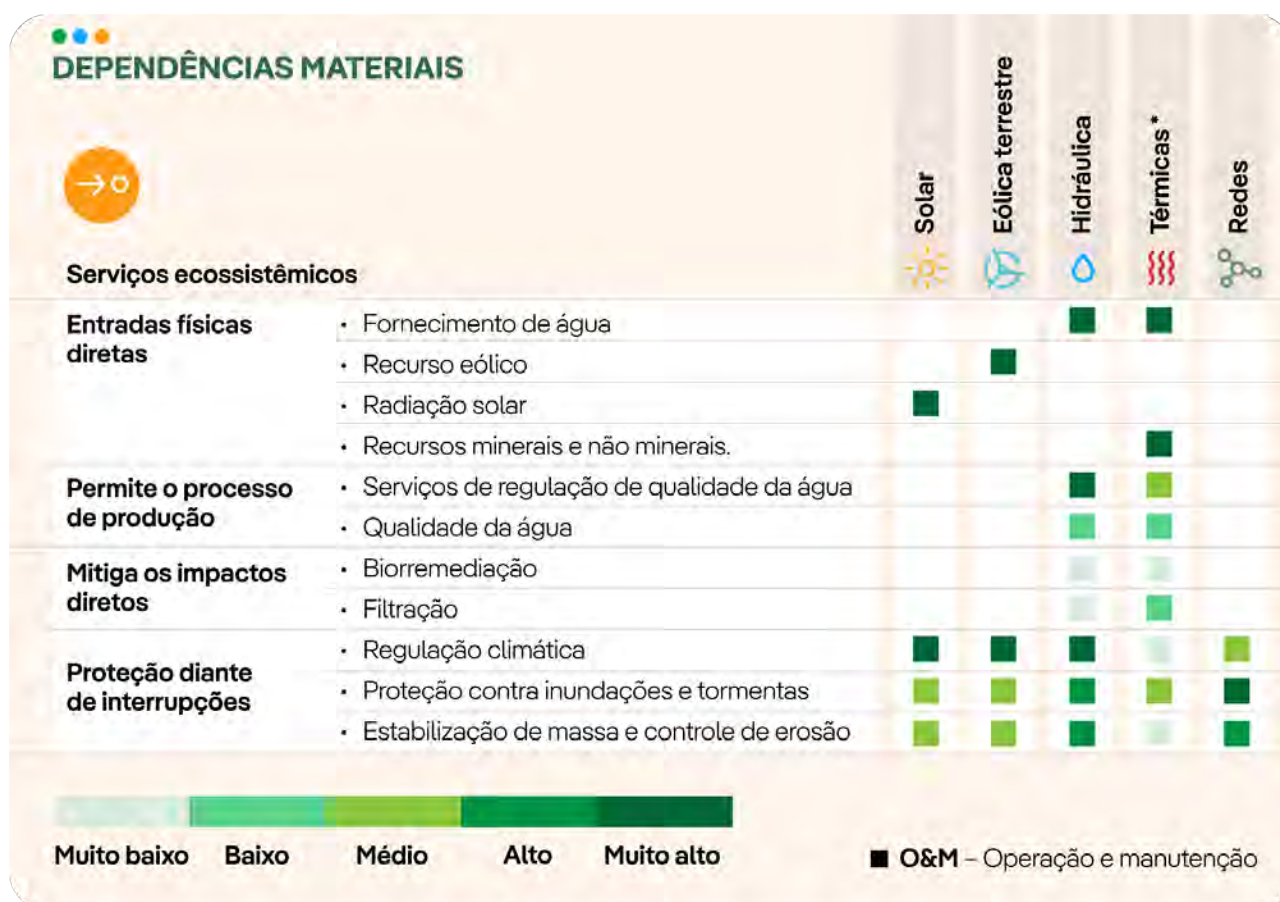 DEPENDÊNCIAS MATERIAIS
Solar
Eólica terrestre
Hidráulica
Térmicas *
Redes
Serviços ecossistêmicos
Entradas físicas
diretas
· Fornecimento de água
· Recurso eólico
· Radiação solar
· Recursos minerais e não minerais.
Permite o processo
de produção
· Serviços de regulação de qualidade da água
· Qualidade da água
Mitiga os impactos
diretos
· Biorremediação
· Filtração
Proteção diante
de interrupções
· Regulação climática
· Proteção contra inundações e tormentas
· Estabilização de massa e controle de erosão
Muito baixo Baixo Médio Alto Muito alto
O&M – Operação e manutenção